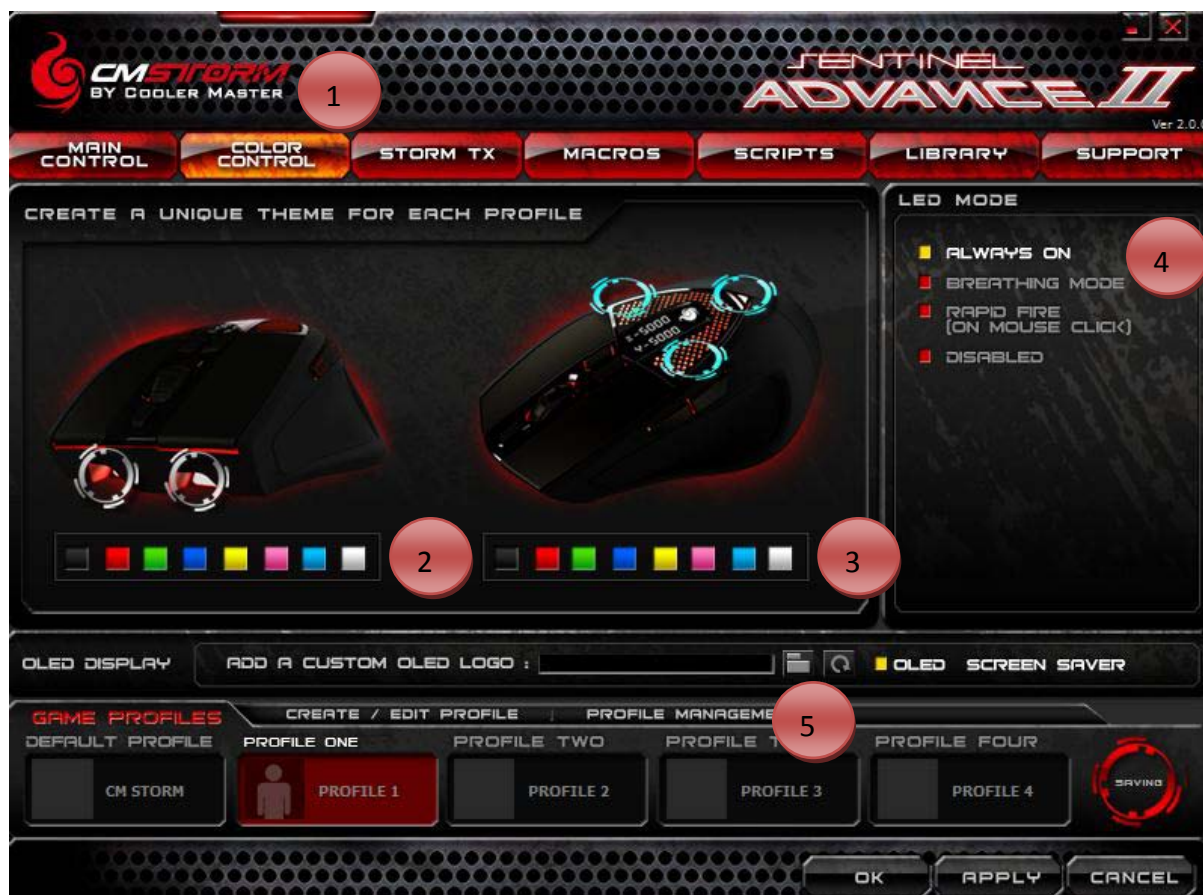 CMSTORM
BY COOLER MASTER
1
SENTINEL
ADVANCE II
Ver 2.0.
MAIN CONTROL
COLOR CONTROL
STORM TX
MACROS
SCRIPTS
LIBRARY
SUPPORT
CREATE A UNIQUE THEME FOR EACH PROFILE
X-5000
Y-5000
2
3
LED MODE
ALWAYS ON
4
BREATHING MODE
RAPID FIRE
(ON MOUSE CLICK)
DISABLED
OLED DISPLAY
ADD A CUSTOM OLED LOGO :
OLED SCREEN SAVER
GAME PROFILES
CREATE / EDIT PROFILE
PROFILE
5
DEFAULT PROFILE
PROFILE ONE
PROFILE TWO
PROFILE
PROFILE FOUR
CM STORM
PROFILE 1
PROFILE 2
PROFILE 3
PROFILE 4
SAVING
OK
APPLY
CANCEL